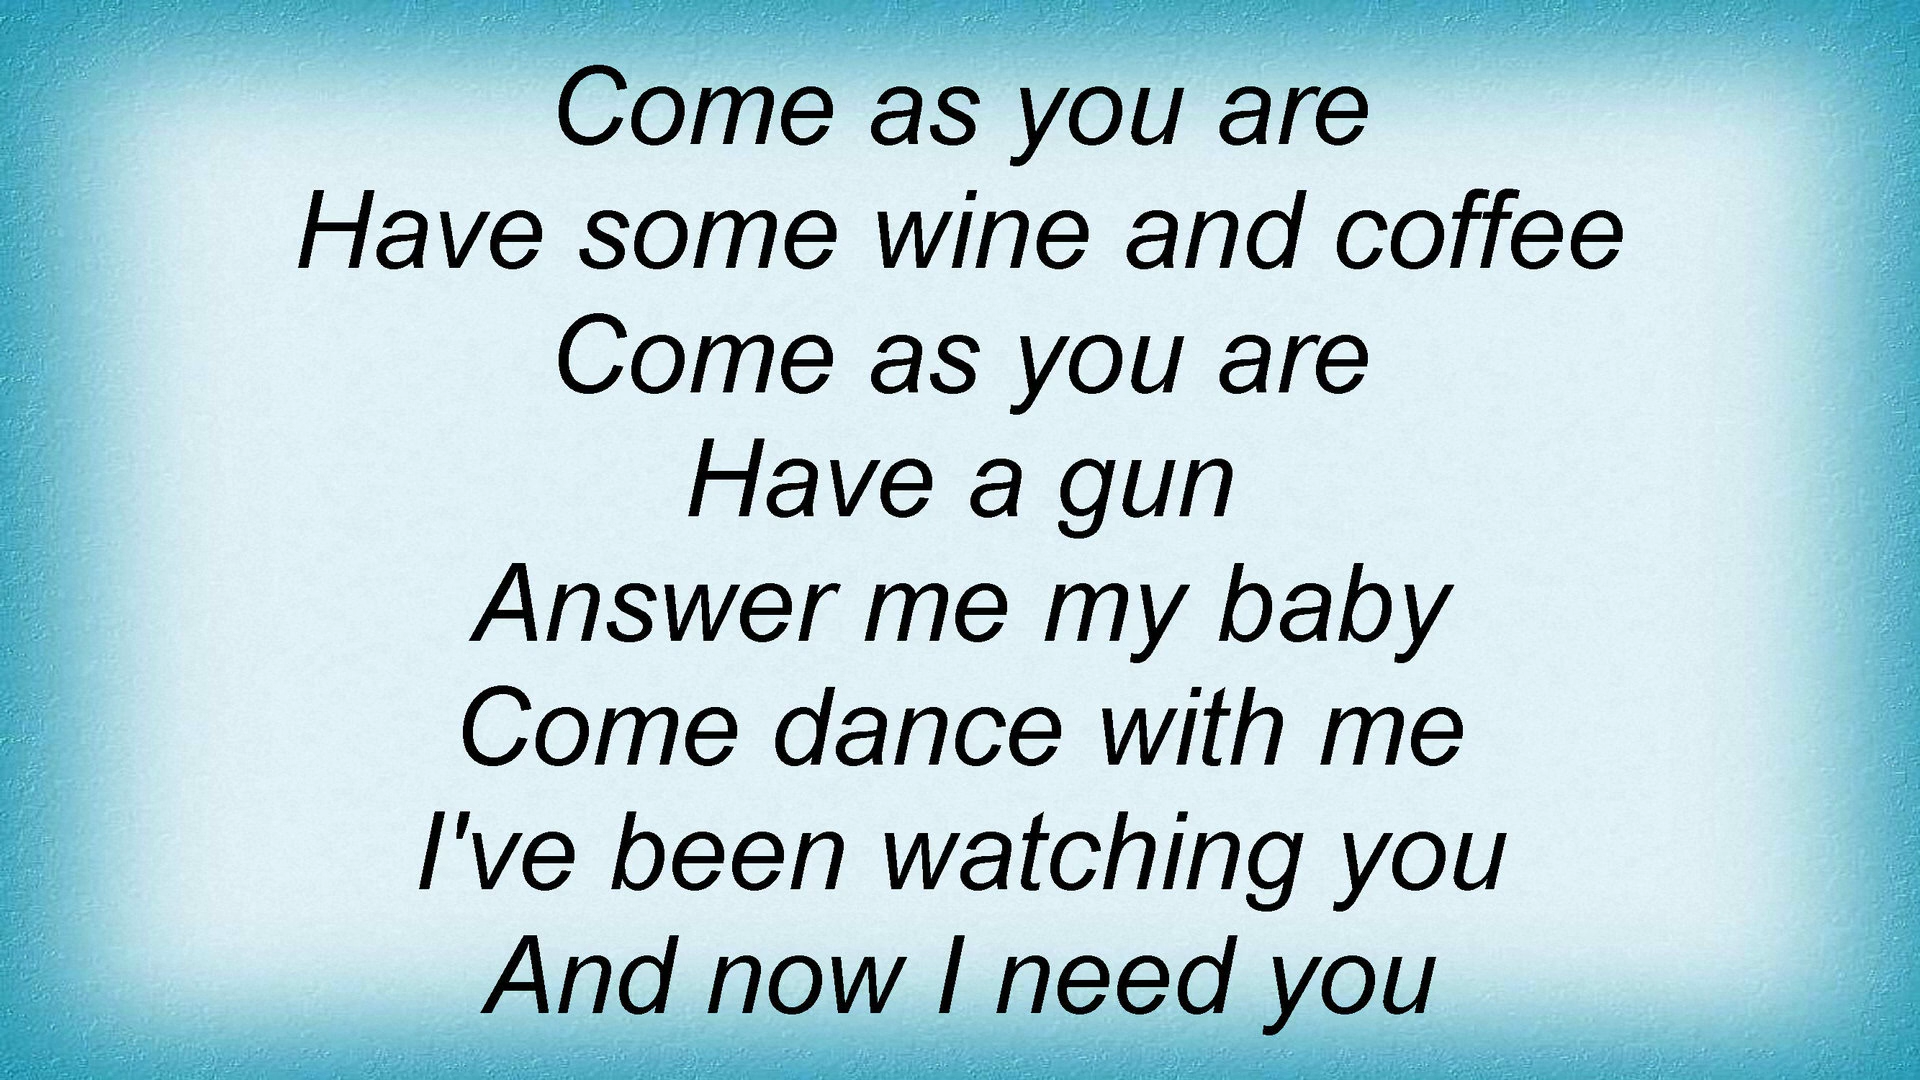 Come as you are
Have some wine and coffee
Come as you are
Have a gun
Answer me my baby
Come dance with me
I've been watching you
And now I need you